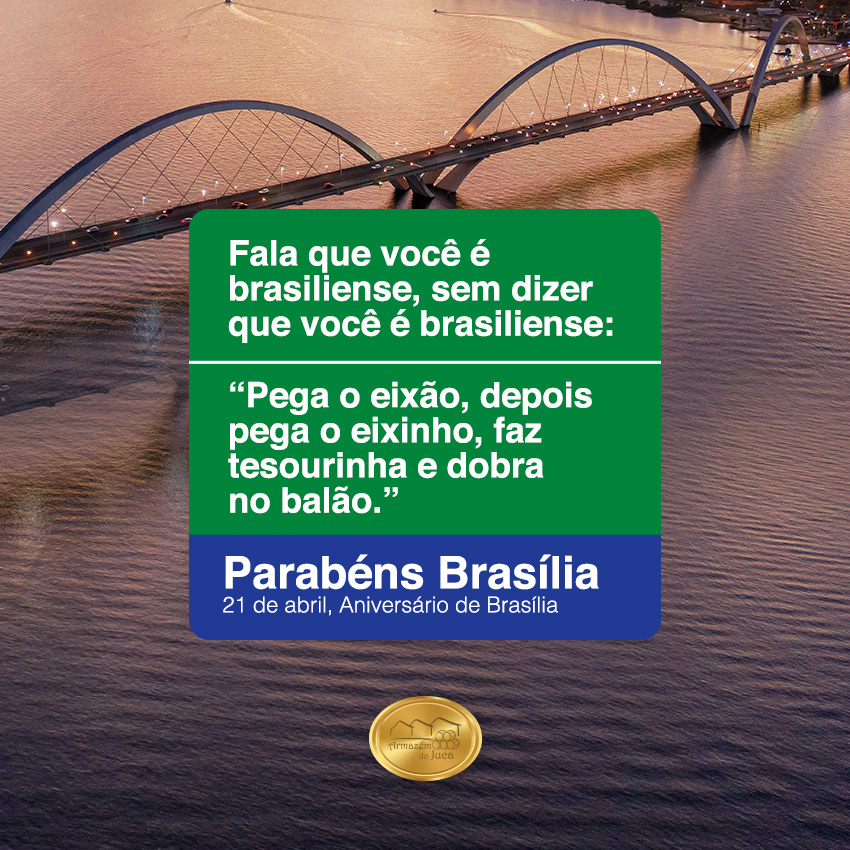 Fala que você é
brasiliense, sem dizer
que você é brasiliense:
“Pega o eixão, depois
pega o eixinho, faz
tesourinha e dobra
no balão.”
Parabéns Brasília
21 de abril, Aniversário de Brasília
Armazém
do Juca